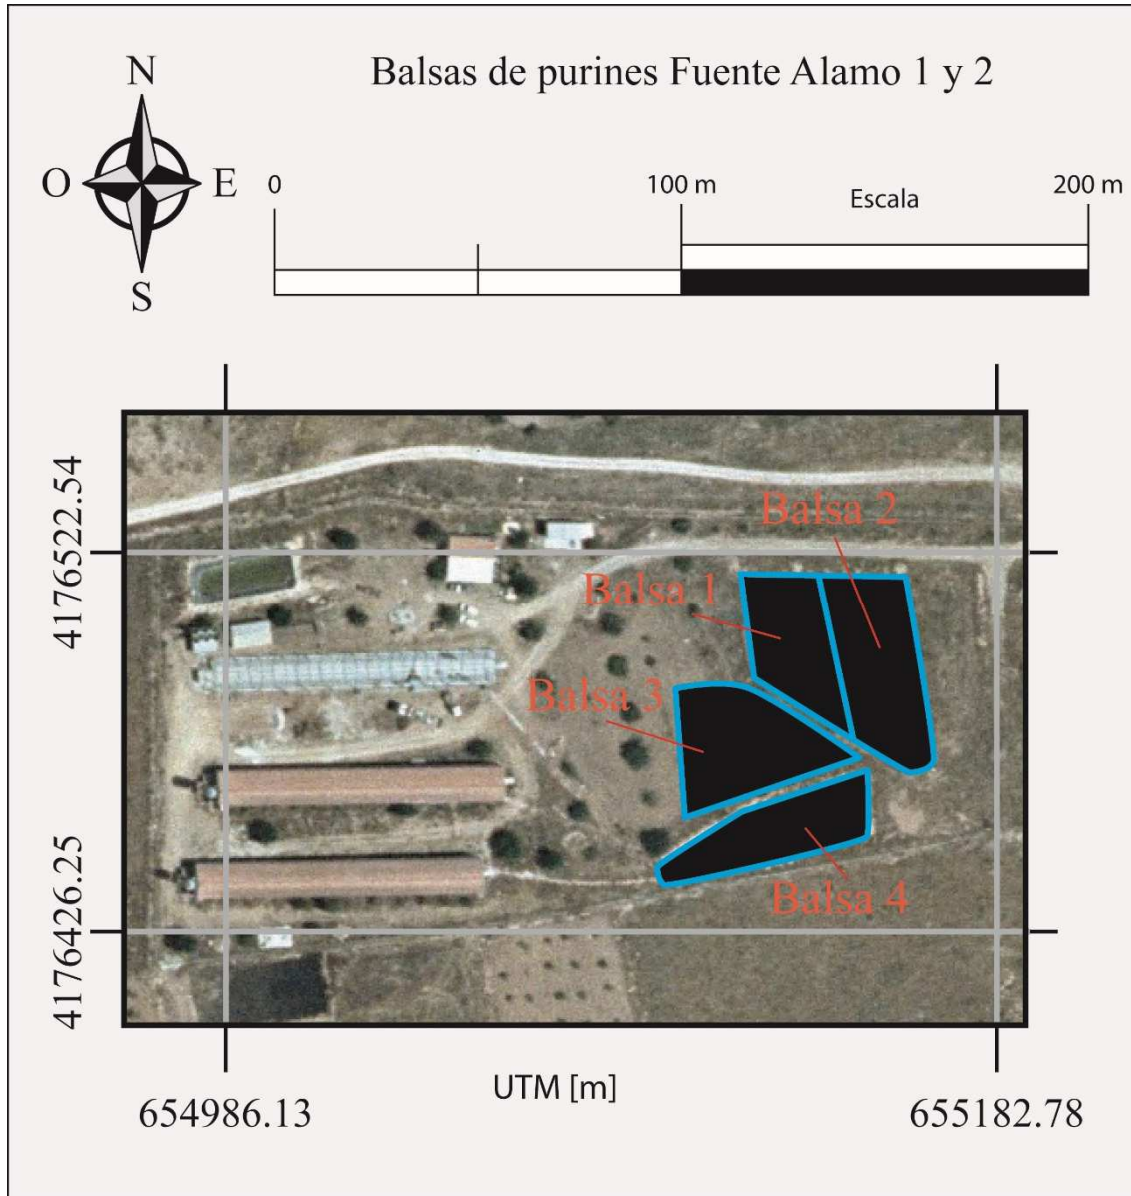 Balsas de purines Fuente Alamo 1 y 2
N
O
E
S
0
100 m
Escala
200 m
4176522.54
4176426.25
Balsa 2
Balsa 1
Balsa 3
Balsa 4
UTM [m]
654986.13
655182.78